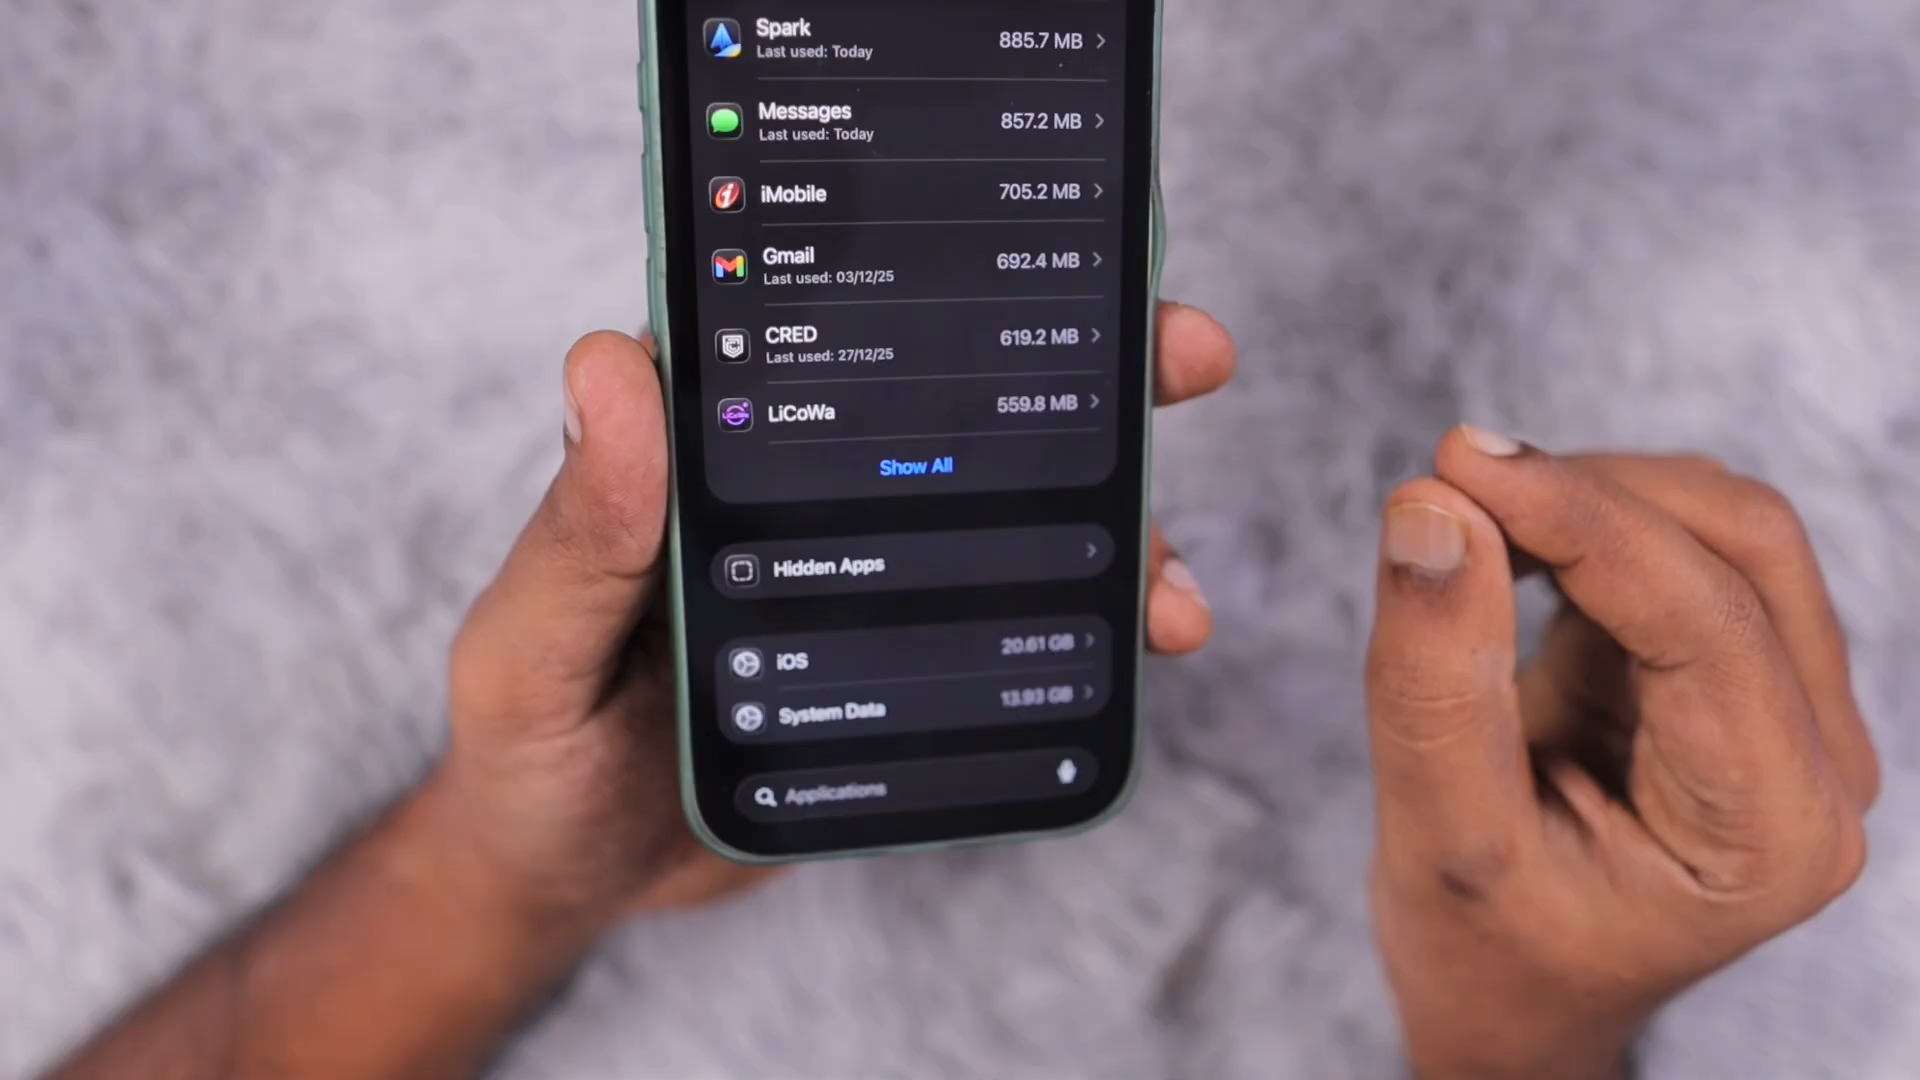 Spark
885.7 MB
Last used: Today
Messages
857.2 MB
Last used: Today
iMobile
705.2 MB
Gmail
692.4 MB
Last used: 03/12/25
CRED
619.2 MB
Last used: 27/12/25
LiCoWa
559.8 MB
Show All
Hidden Apps
iOS
20.61 GB
System Data
13.93 GB
Applications